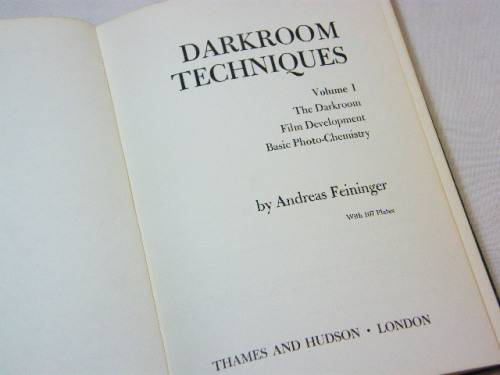 DARKROOM
TECHNIQUES
Volume 1
The Darkroom
Film Development
Basic Photo-Chemistry
by Andreas Feininger
With 107 Plates
THAMES AND HUDSON · LONDON